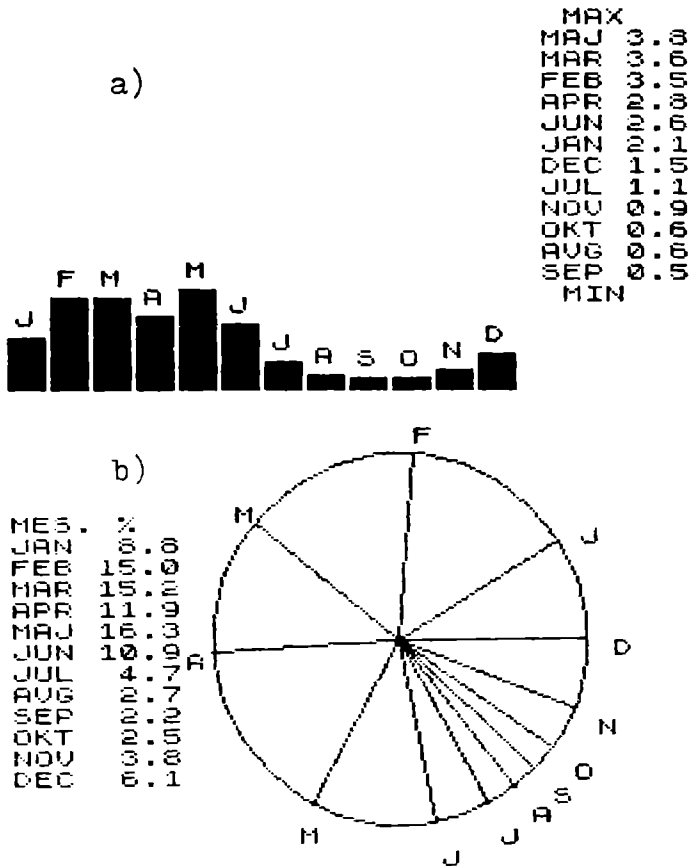 a)
MAX
MAJ 3.8
MAR 3.6
FEB 3.5
APR 2.8
JUN 2.6
JAN 2.1
DEC 1.5
JUL 1.1
NOV 0.9
OKT 0.6
AVG 0.6
SEP 0.5
MIN
J F M A M J J A S O N D
b)
MES. %
JAN 8.8
FEB 15.0
MAR 15.2
APR 11.9
MAJ 16.3
JUN 10.9
JUL 4.7
AVG 2.7
SEP 2.2
OKT 2.5
NOV 3.8
DEC 6.1
F
M
J
A
D
N
O
S
A
J
J
M